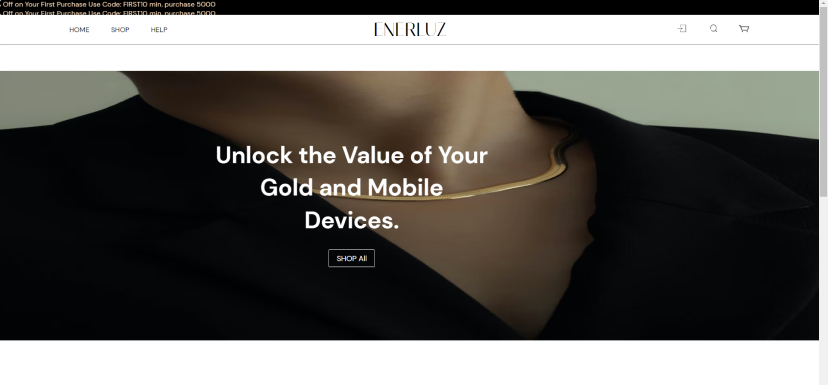 Off on Your First Purchase Use Code: FIRST10 min. purchase 5000
Off on Your First Purchase Use Code: FIRST10 min. purchase 5000
HOME SHOP HELP ENERLUZ
Unlock the Value of Your
Gold and Mobile
Devices.
SHOP All